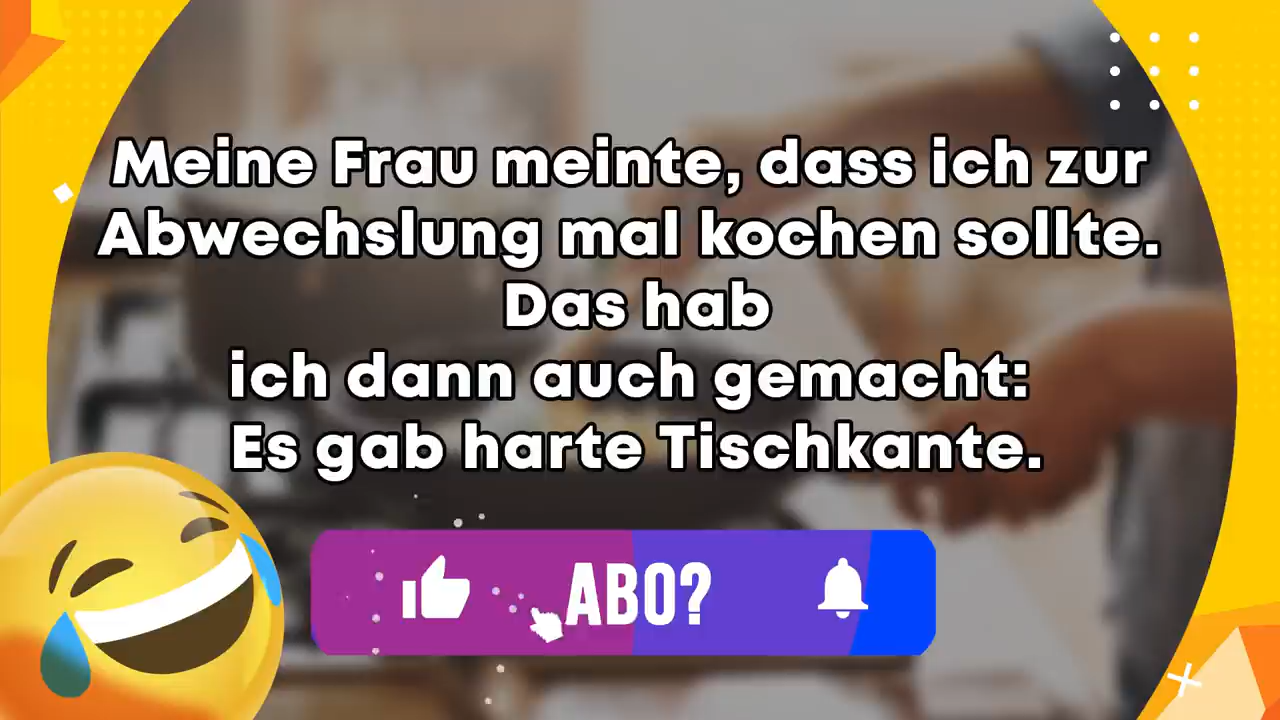 Meine Frau meinte, dass ich zur
Abwechslung mal kochen sollte.
Das hab
ich dann auch gemacht:
Es gab harte Tischkante.
ABO?